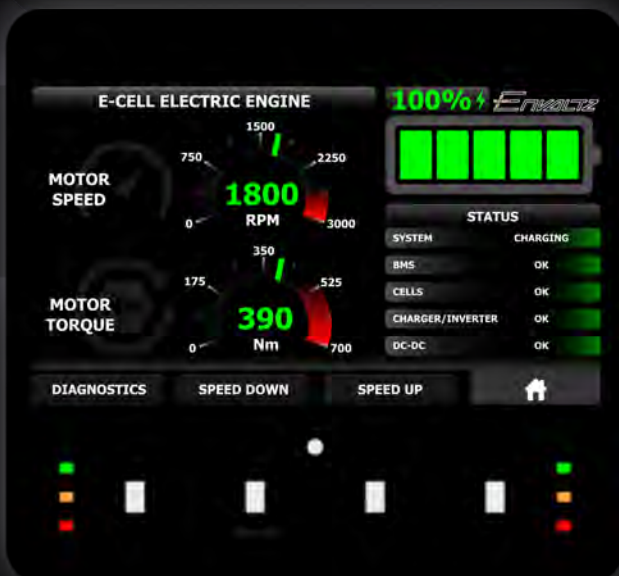 E-CELL ELECTRIC ENGINE
100% ENVOLTZ
MOTOR SPEED
0
750
1500
2250
3000
1800
RPM
MOTOR TORQUE
0
175
350
525
700
390
Nm
STATUS
SYSTEM CHARGING
BMS OK
CELLS OK
CHARGER/INVERTER OK
DC-DC OK
DIAGNOSTICS SPEED DOWN SPEED UP